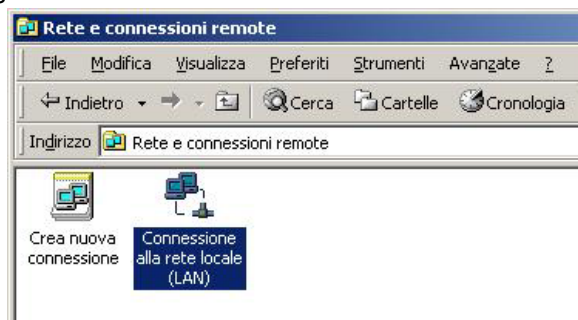 Rete e connessioni remote
File Modifica Visualizza Preferiti Strumenti Avanzate ?
Indietro Cerca Cartelle Cronologia
Indirizzo Rete e connessioni remote
Crea nuova
connessione
Connessione
alla rete locale
(LAN)